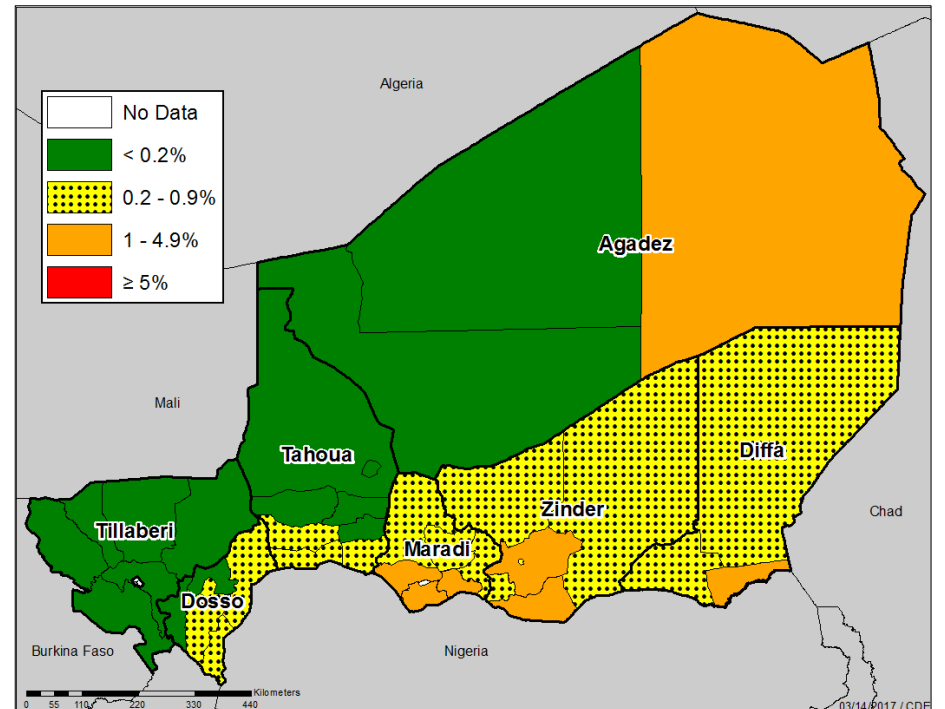 Algeria
No Data
< 0.2%
0.2 - 0.9%
1 - 4.9%
≥ 5%
Agadez
Mali
Tahoua
Diffa
Zinder
Chad
Tillaberi
Maradi
Dosso
Burkina Faso
Nigeria
Kilometers
0 55 110 220 330 440
03/14/2017 / CDE